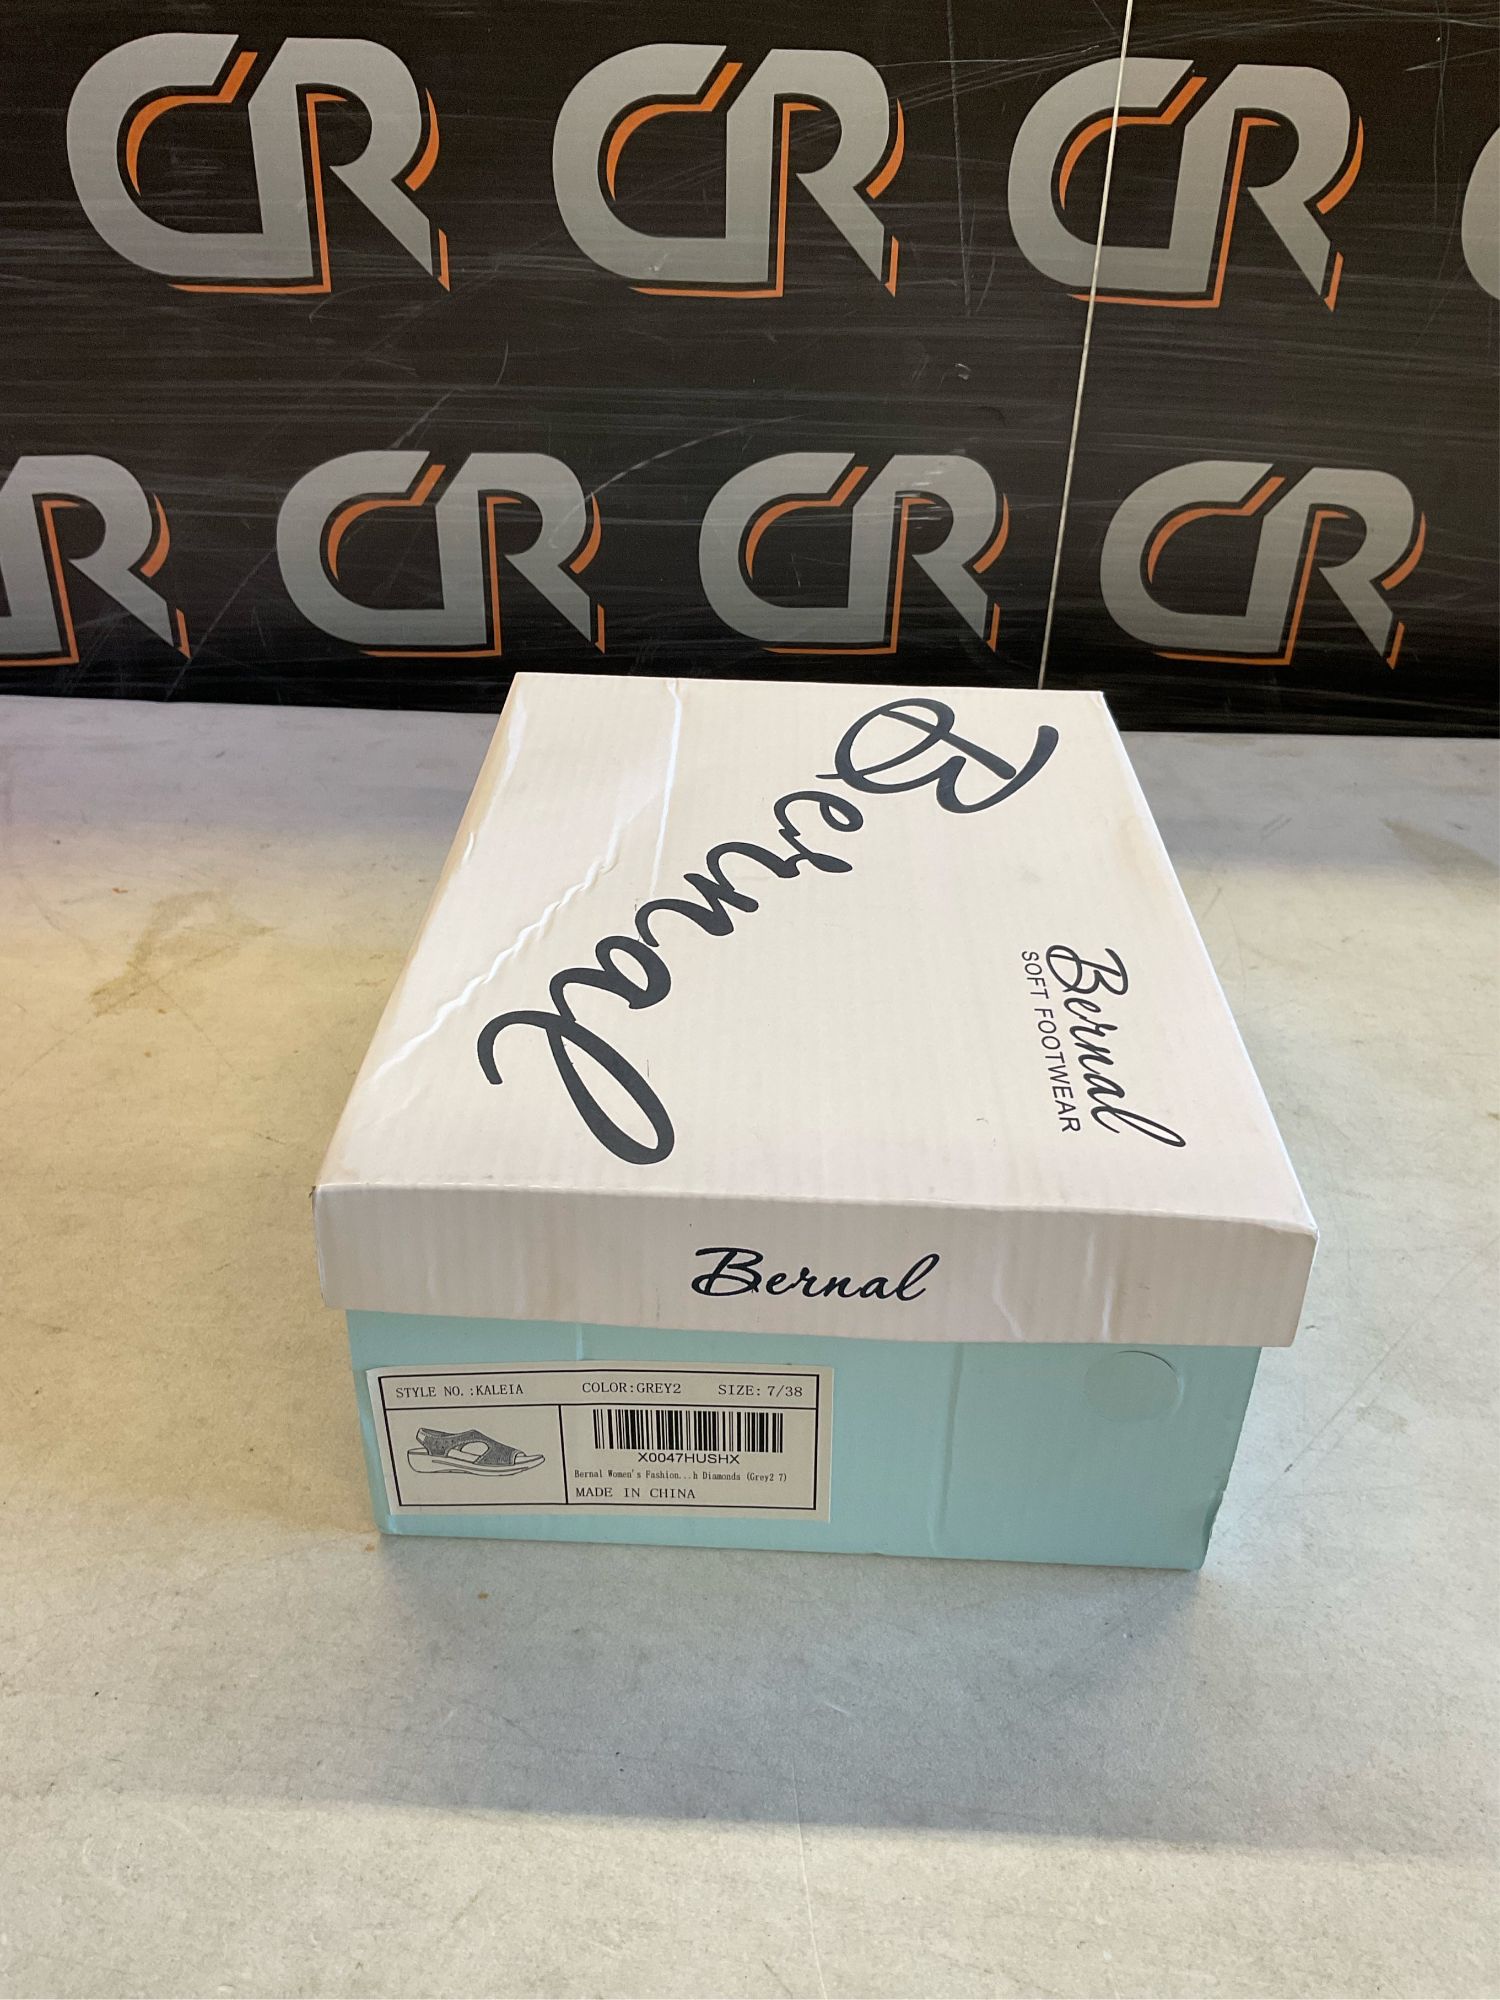 CR CR CR
R CR CR CR
Bernal
Bernal
SOFT FOOTWEAR
Bernal
STYLE NO.:KALEIA COLOR:GREY2 SIZE:7/38
X0047HUSHX
Bernal Women's Fashion...h Diamonds (Grey2 7)
MADE IN CHINA